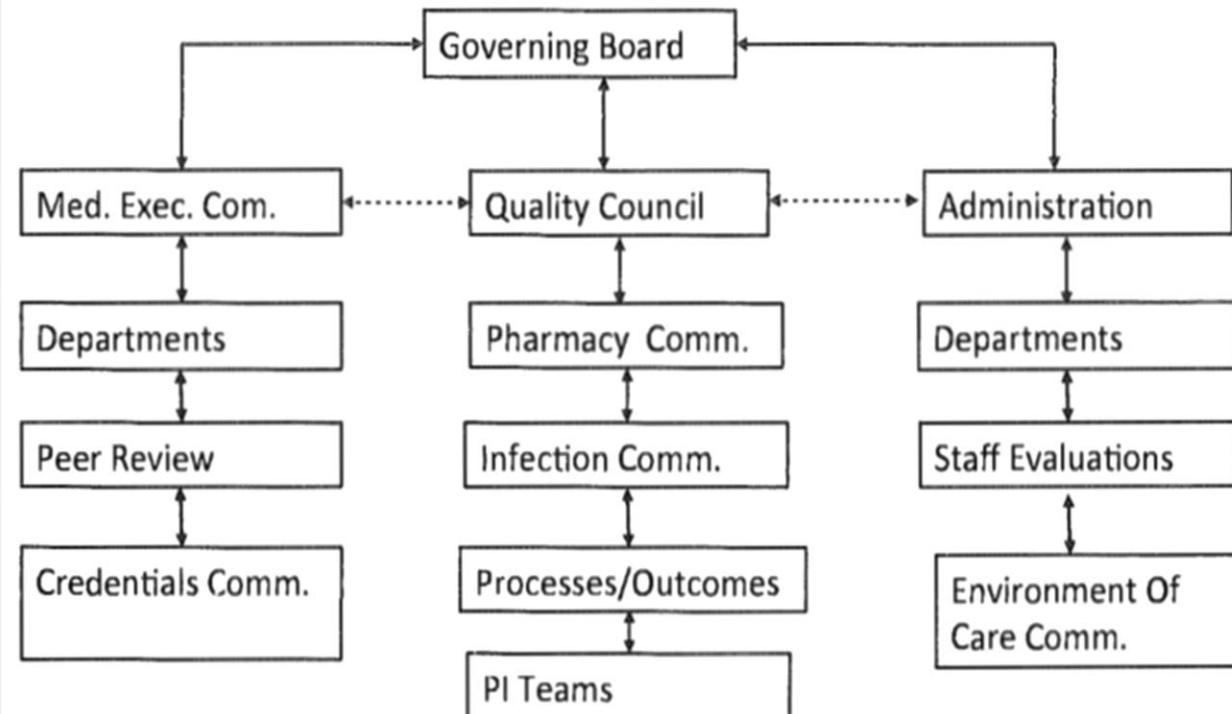 Governing Board
Med. Exec. Com.
Quality Council
Administration
Departments
Pharmacy Comm.
Departments
Peer Review
Infection Comm.
Staff Evaluations
Credentials Comm.
Processes/Outcomes
Environment Of
Care Comm.
PI Teams